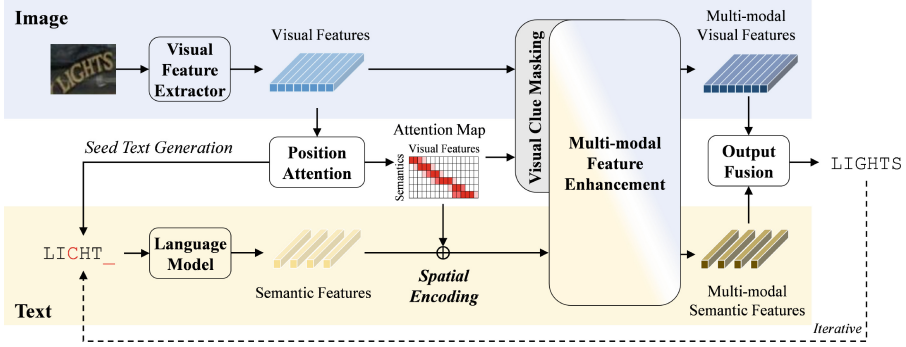 Image
LIGHTS
Visual
Feature
Extractor
Visual Features
Visual Clue Masking
Multi-modal
Feature
Enhancement
Multi-modal
Visual Features
Seed Text Generation
Position
Attention
Attention Map
Visual Features
Semantics
Output
Fusion
LIGHTS
LICHT_
Language
Model
Semantic Features
Spatial
Encoding
Multi-modal
Semantic Features
Text
Iterative